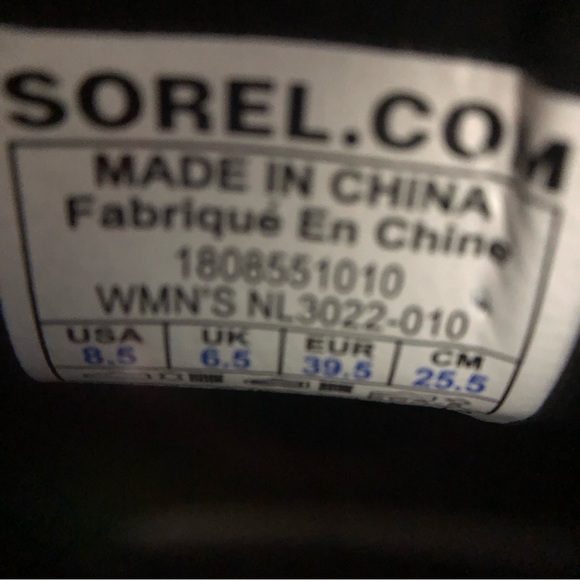 SOREL.COM
MADE IN CHINA
Fabriqué En Chine
1808551010
WMN'S NL3022-010
USA UK EUR CM
8.5 6.5 39.5 25.5